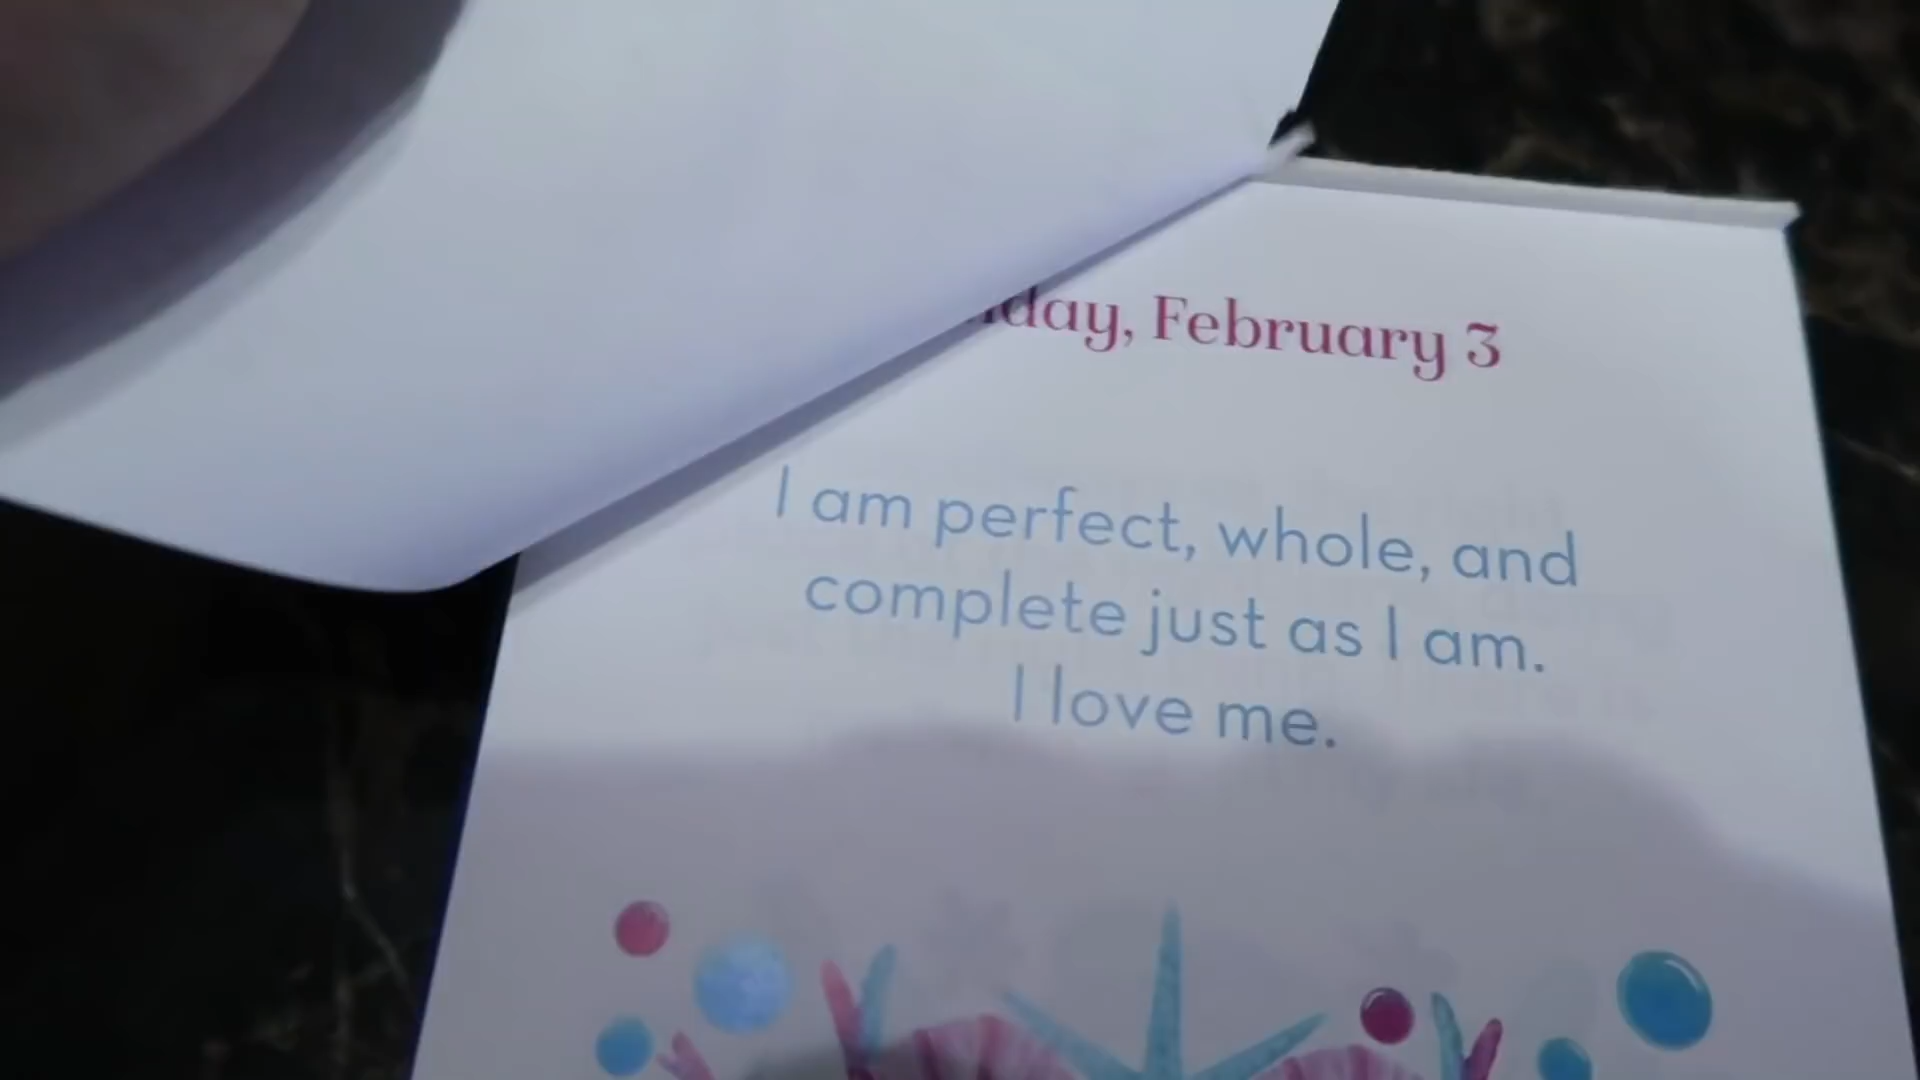 February 3
I am perfect, whole, and
complete just as I am.
I love me.